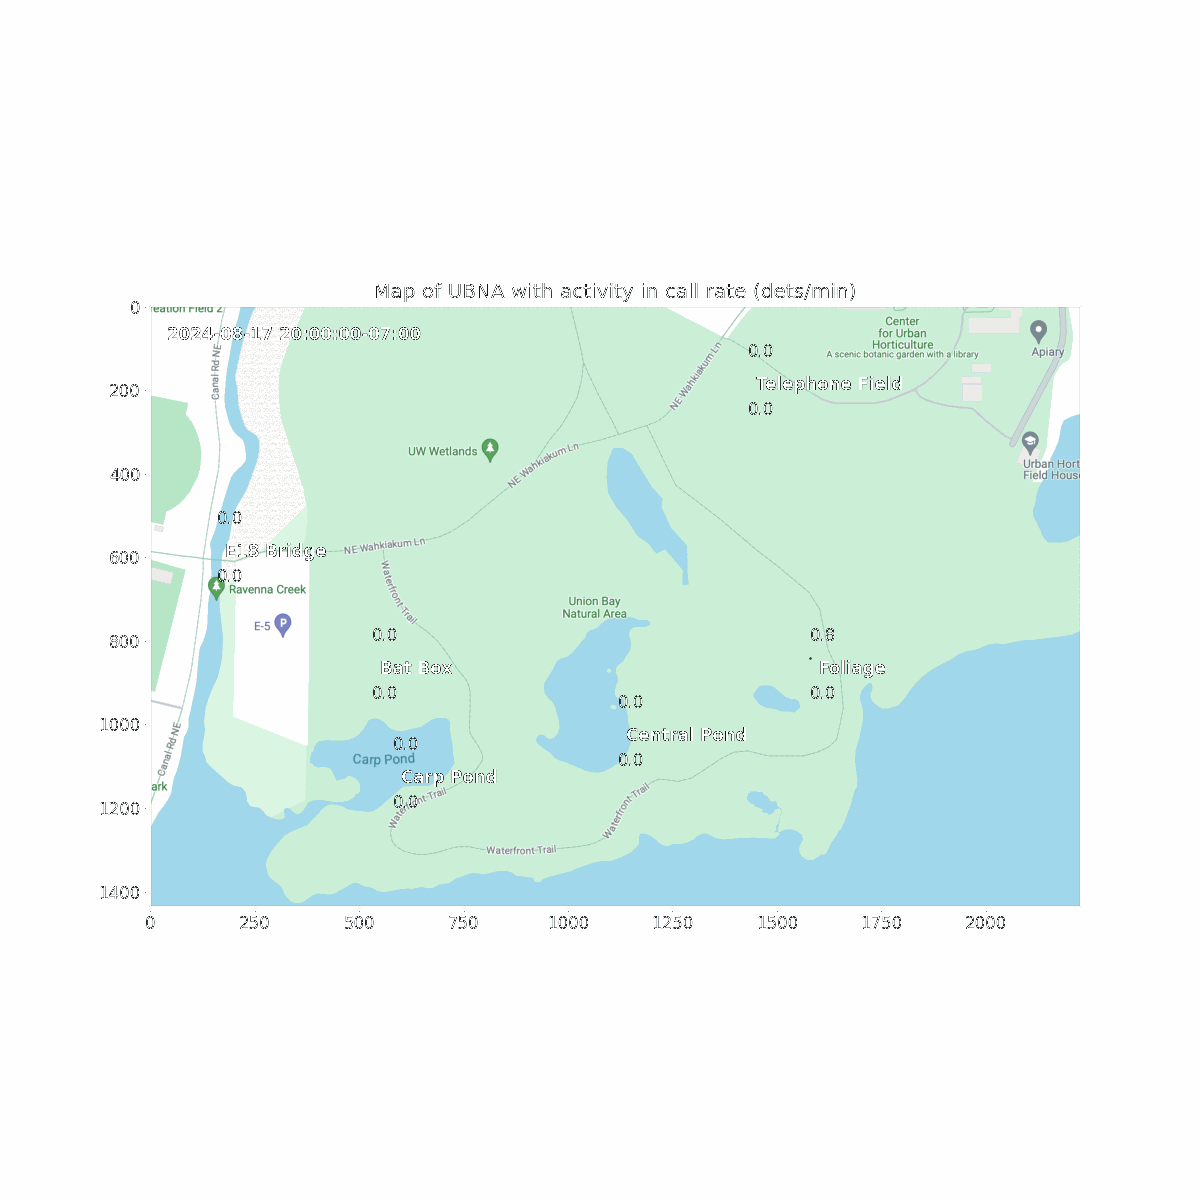 Map of UBNA with activity in call rate (dets/min)
0
200
400
600
800
1000
1200
1400
0
250
500
750
1000
1250
1500
1750
2000
eation Field 2
2024-08-17 20:00:00-07:00
Canal Rd NE
Center
for Urban
Horticulture
A scenic botanic garden with a library
Apiary
NE Wahkiakum Ln
0.0
Telephone Field
0.0
UW Wetlands
NE Wahkiakum Ln
Urban Hort
Field House
0.0
E18 Bridge
0.0
NE Wahkiakum Ln
Ravenna Creek
E-5
Waterfront Trail
Union Bay
Natural Area
0.0
Bat Box
0.0
0.8
Foliage
0.0
0.0
Central Pond
0.0
Canal Rd NE
ark
Carp Pond
0.0
Carp Pond
0.0
Waterfront Trail
Waterfront Trail
Waterfront Trail